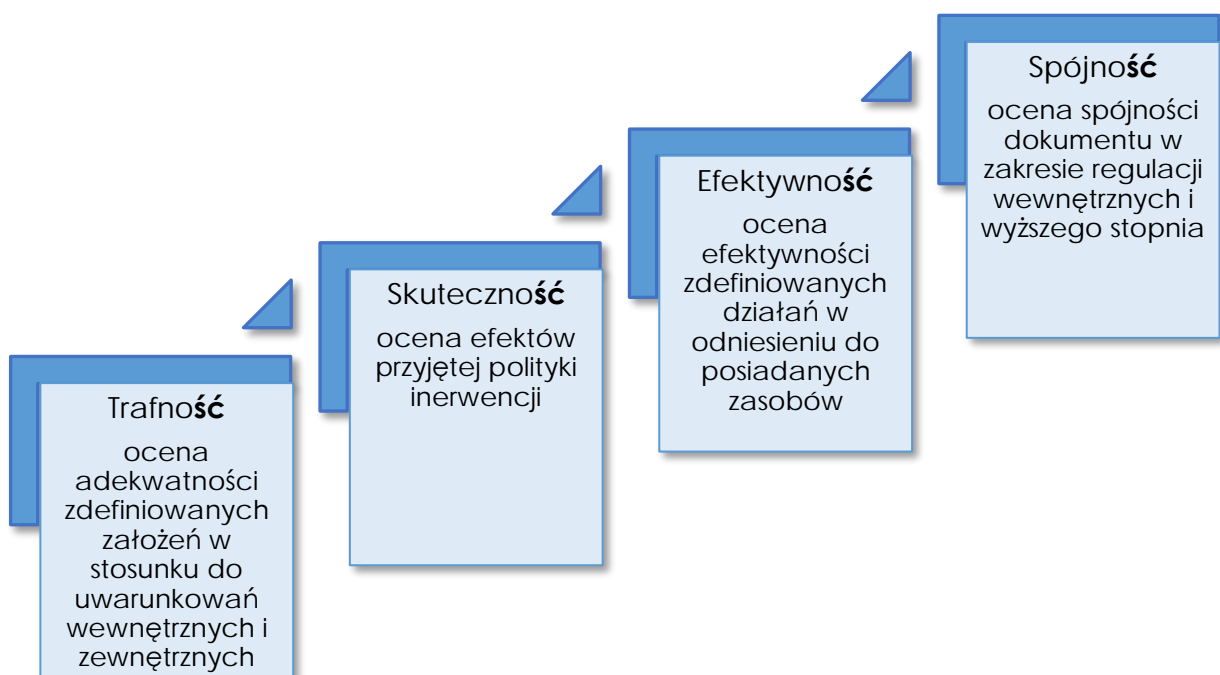 Trafność
ocena
adekwatności
zdefiniowanych
założeń w
stosunku do
uwarunkowań
wewnętrznych i
zewnętrznych
Skuteczność
ocena efektów
przyjętej polityki
inerwencji
Efektywność
ocena
efektywności
zdefiniowanych
działań w
odniesieniu do
posiadanych
zasobów
Spójność
ocena spójności
dokumentu w
zakresie regulacji
wewnętrznych i
wyższego stopnia